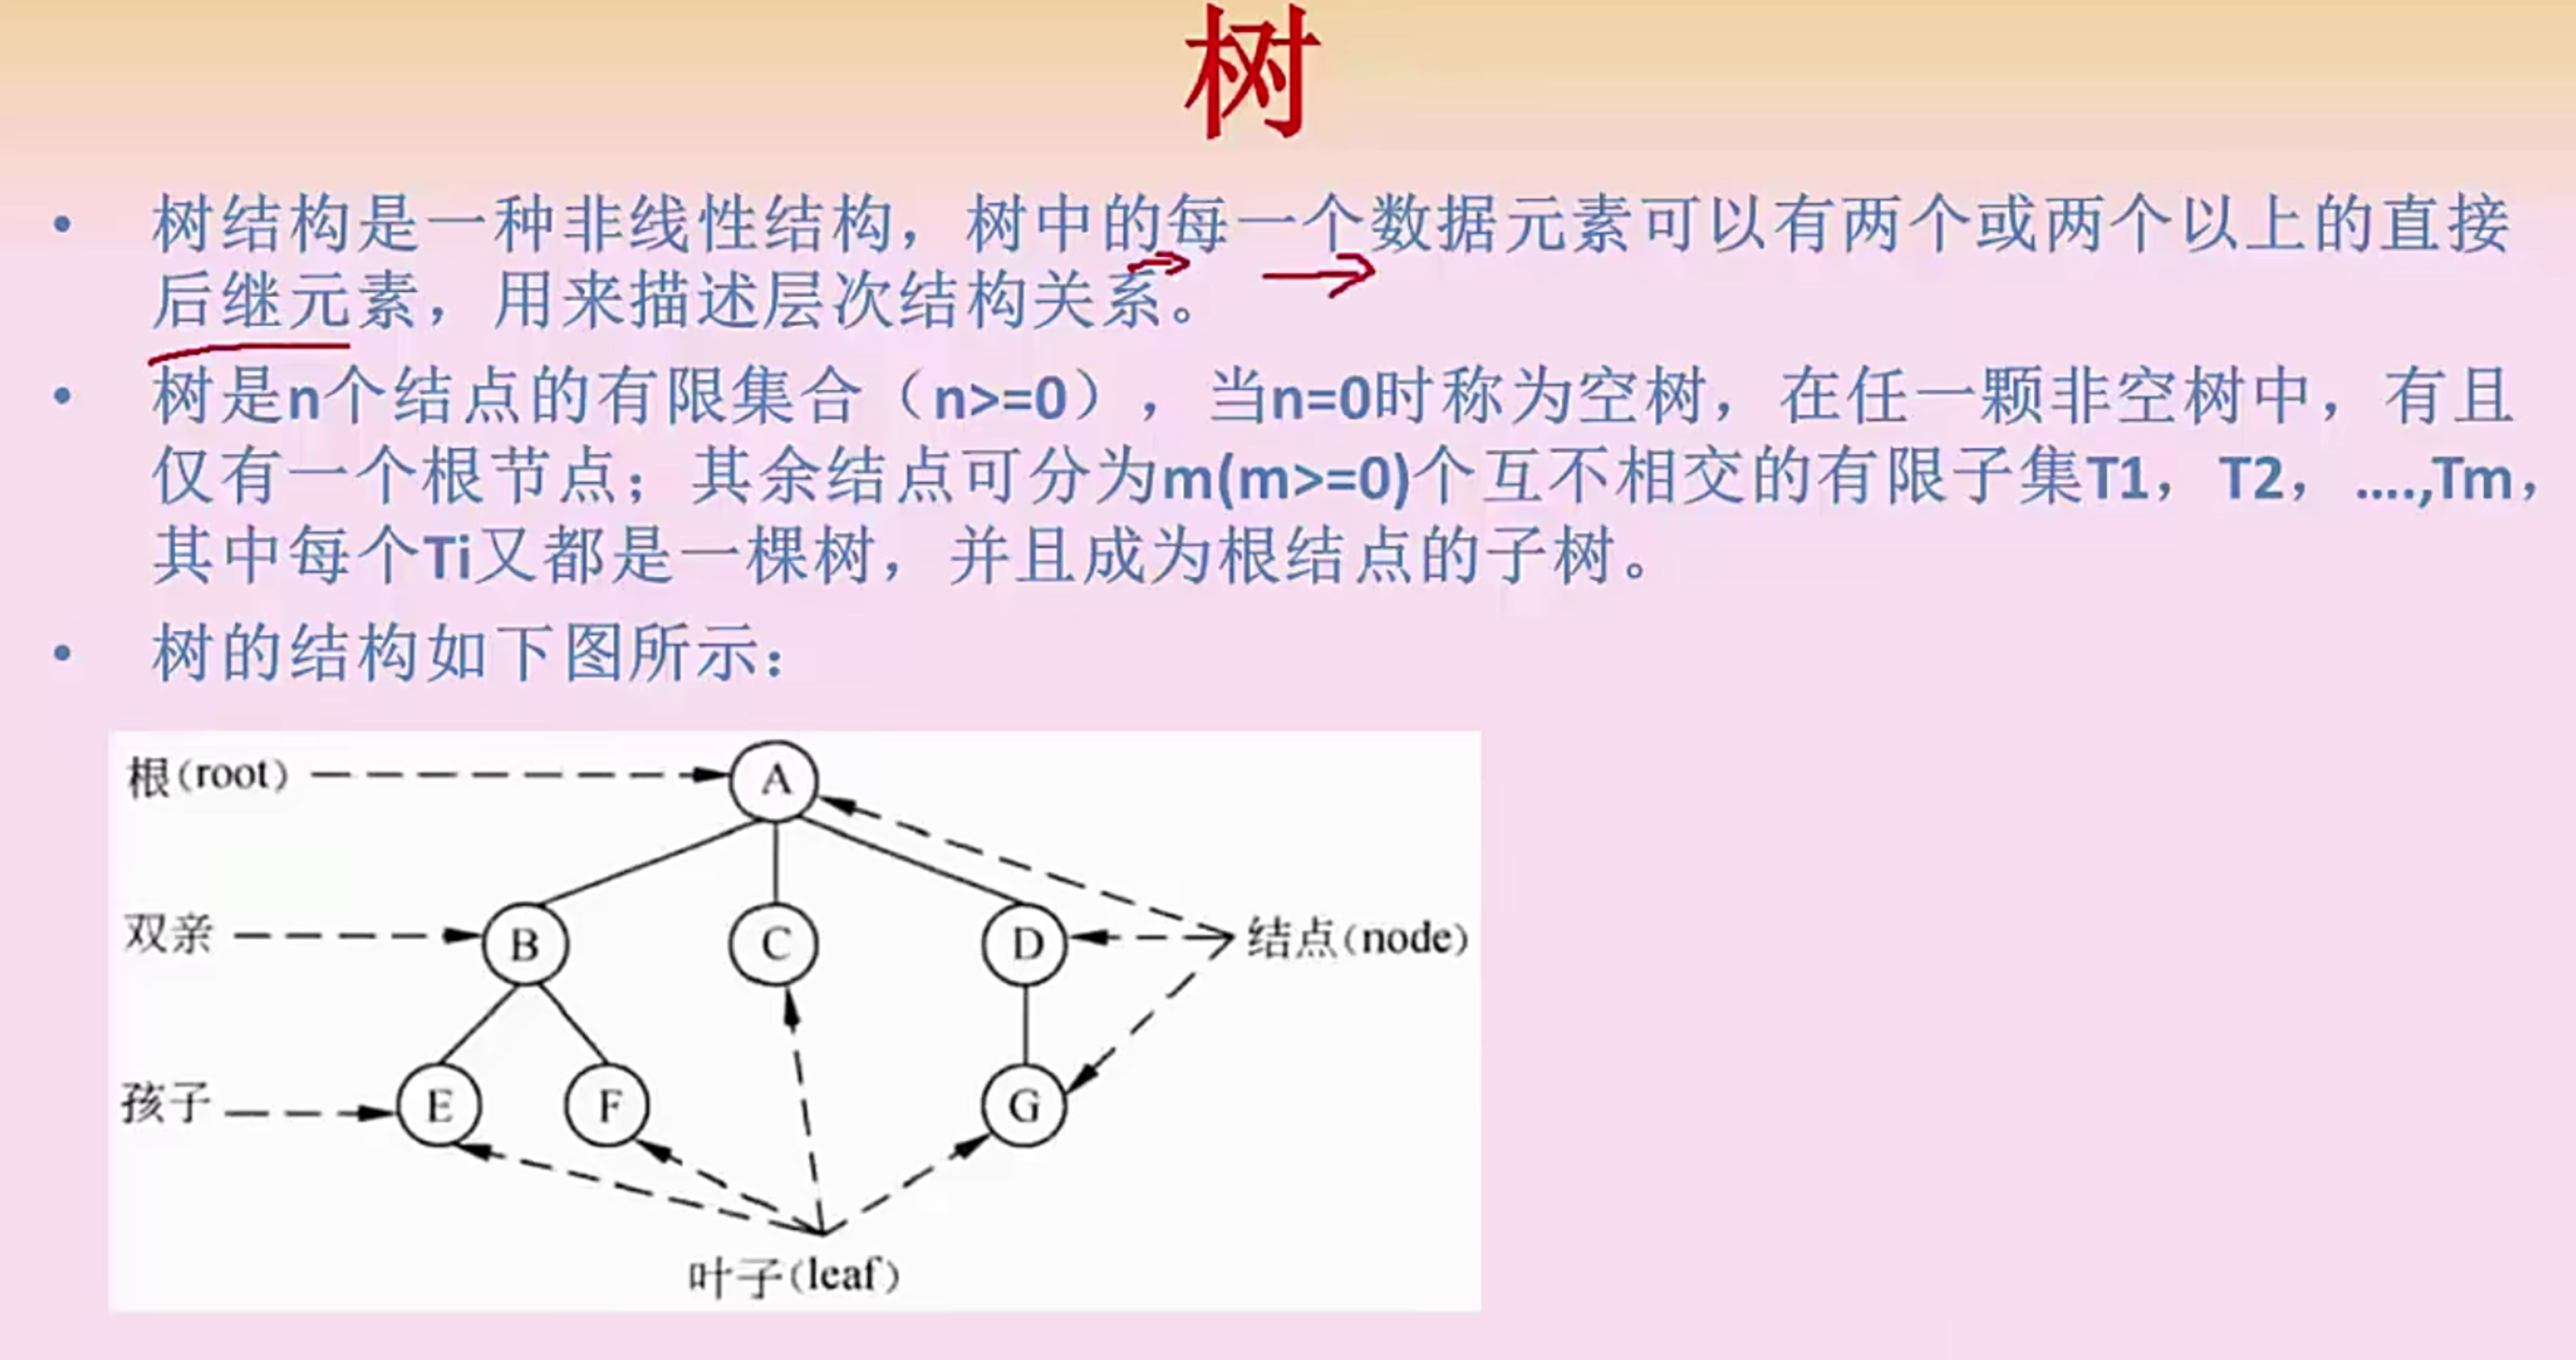 树
• 树结构是一种非线性结构，树中的每一个数据元素可以有两个或两个以上的直接
后继元素，用来描述层次结构关系。
• 树是n个结点的有限集合（n>=0），当n=0时称为空树，在任一颗非空树中，有且
仅有一个根节点；其余结点可分为m(m>=0)个互不相交的有限子集T1，T2，….,Tm，
其中每个Ti又都是一棵树，并且成为根结点的子树。
• 树的结构如下图所示：
根(root) A
双亲 B C D 结点(node)
孩子 E F G
叶子(leaf)